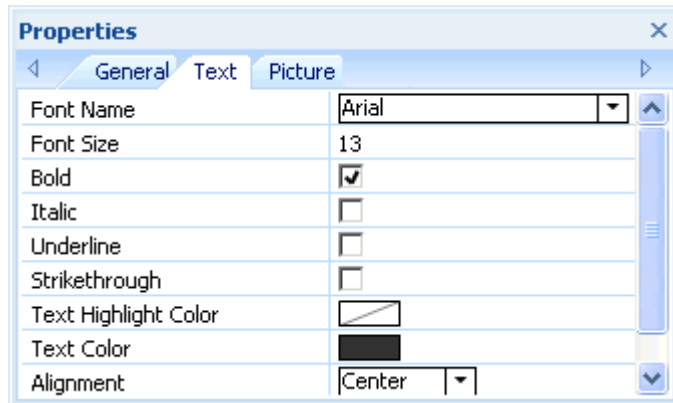 Properties
General Text Picture
Font Name Arial
Font Size 13
Bold
Italic
Underline
Strikethrough
Text Highlight Color
Text Color
Alignment Center